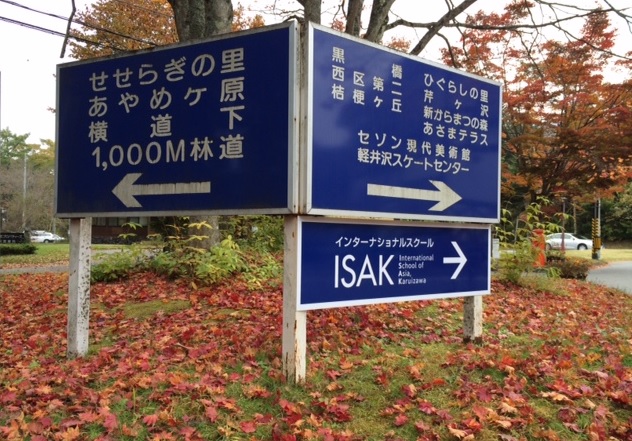 せせらぎの里
あやめケ原
横道下
1,000M林道
黒橋
西区第二
桔梗ヶ丘
ひぐらしの里
芹ヶ沢
新からまつの森
あさまテラス
セゾン現代美術館
軽井沢スケートセンター
インターナショナルスクール
ISAK
International
School of
Asia,
Karuizawa